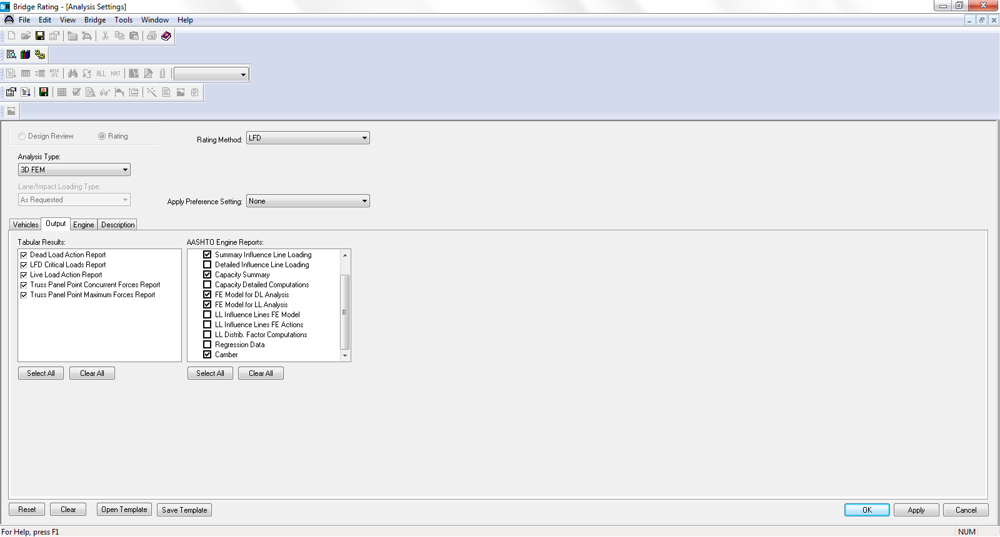 Bridge Rating - [Analysis Settings]
File Edit View Bridge Tools Window Help
RESU
LTS
ALL NXT
Design Review Rating
Rating Method: LFD
Analysis Type:
3D FEM
Lane/Impact Loading Type:
As Requested
Apply Preference Setting: None
Vehicles Output Engine Description
Tabular Results:
Dead Load Action Report
LFD Critical Loads Report
Live Load Action Report
Truss Panel Point Concurrent Forces Report
Truss Panel Point Maximum Forces Report
Select All Clear All
AASHTO Engine Reports:
Summary Influence Line Loading
Detailed Influence Line Loading
Capacity Summary
Capacity Detailed Computations
FE Model for DL Analysis
FE Model for LL Analysis
LL Influence Lines FE Model
LL Influence Lines FE Actions
LL Distrib. Factor Computations
Regression Data
Camber
Select All Clear All
Reset Clear Open Template Save Template OK Apply Cancel
For Help, press F1 NUM